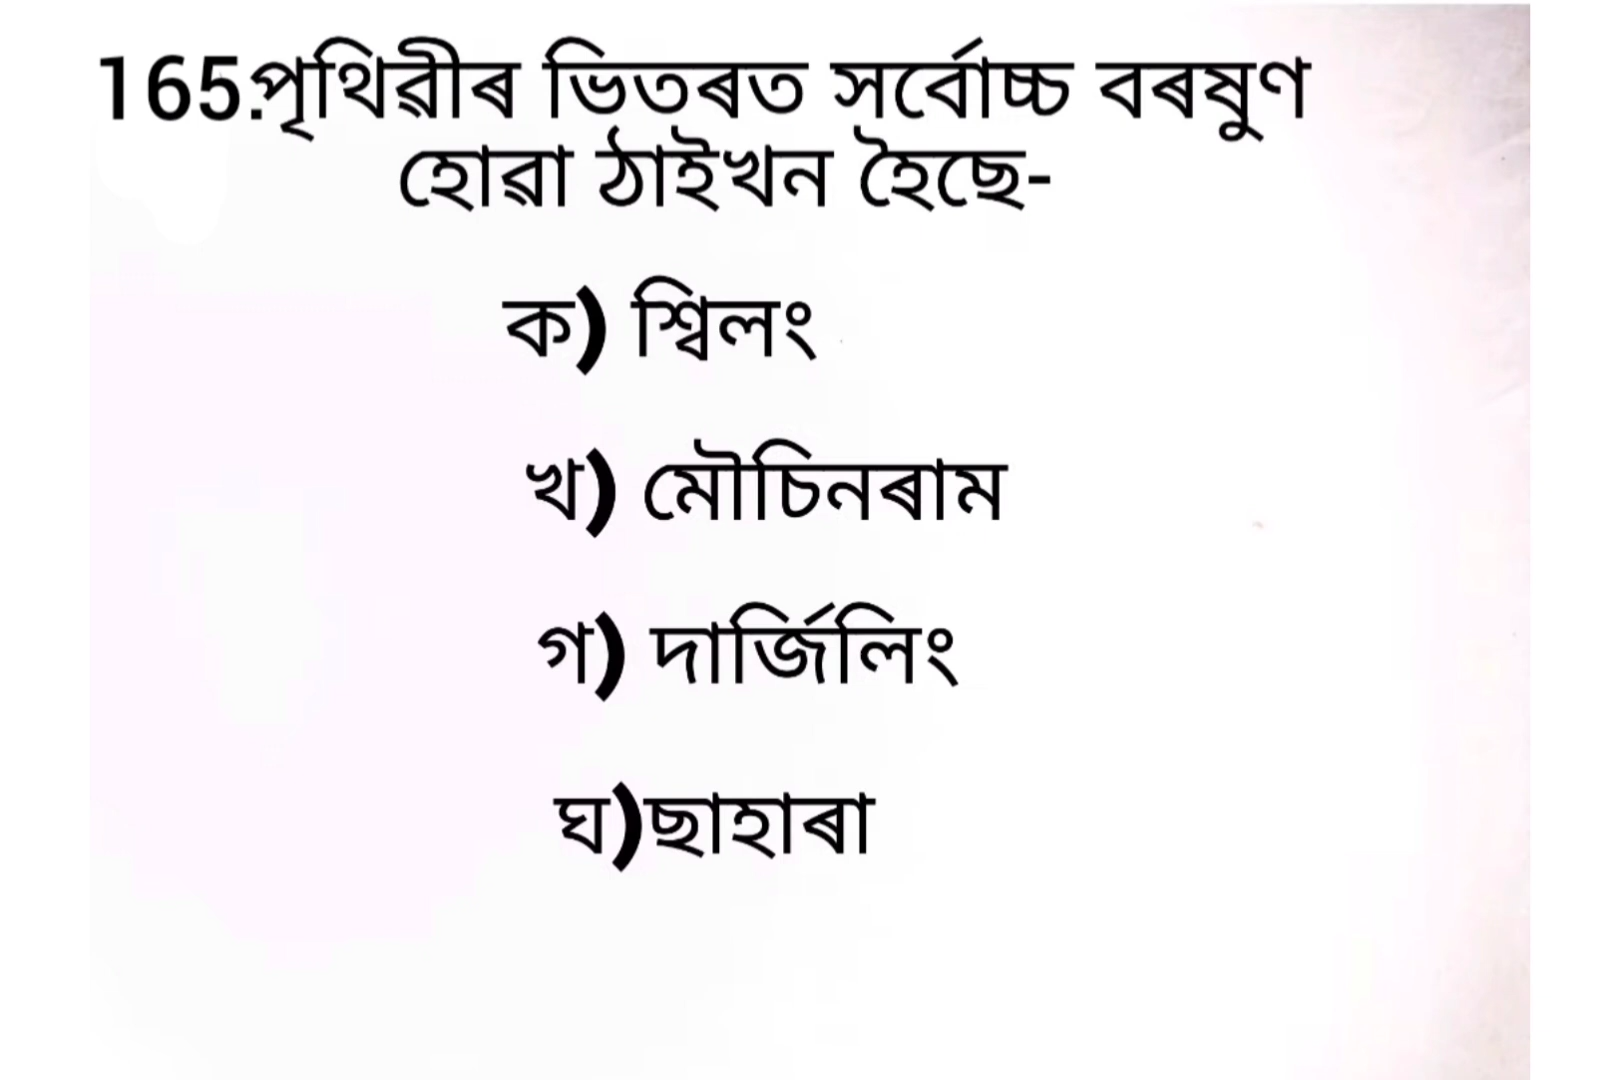 165.পৃথিৱীৰ ভিতৰত সৰ্বোচ্চ বৰষুণ
হোৱা ঠাইখন হৈছে-
ক) শ্বিলং
খ) মৌচিনৰাম
গ) দাৰ্জিলিং
ঘ)ছাহাৰা